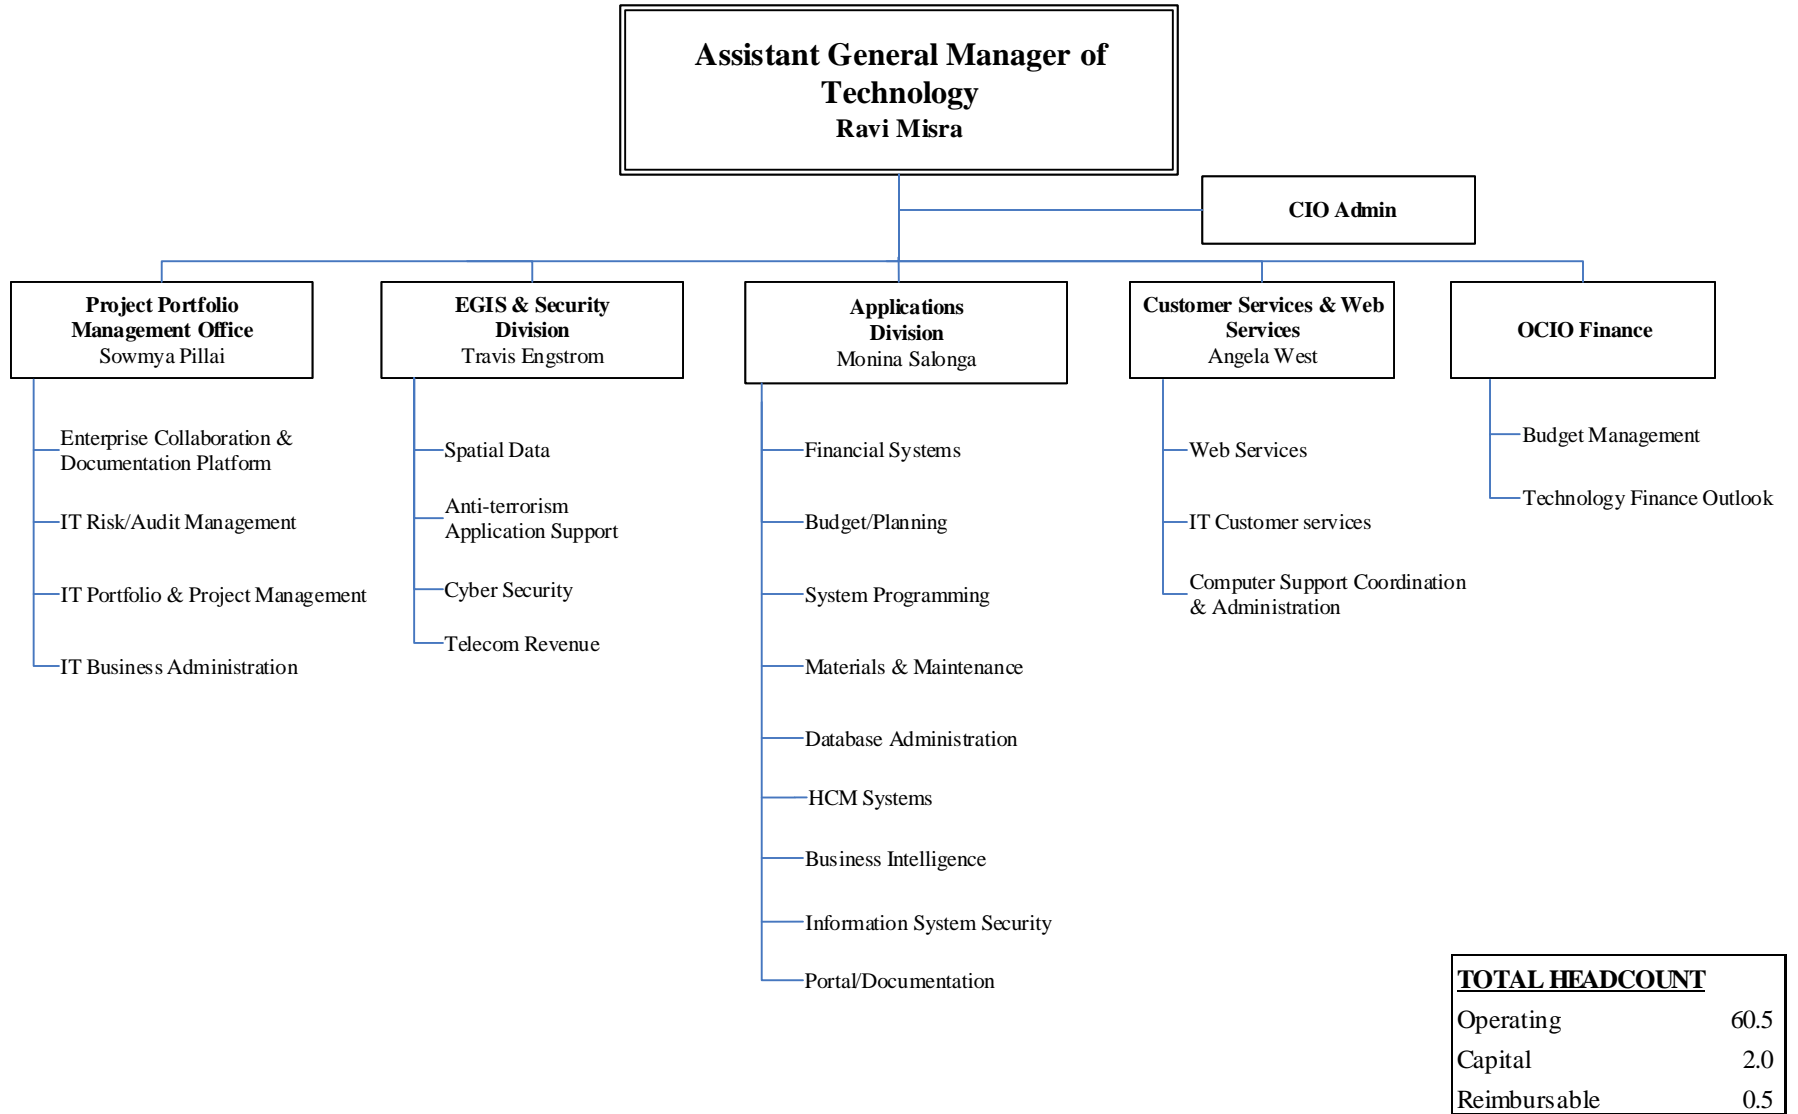 Assistant General Manager of
Technology
Ravi Misra
CIO Admin
Project Portfolio
Management Office
Sowmya Pillai
Enterprise Collaboration &
Documentation Platform
IT Risk/Audit Management
IT Portfolio & Project Management
IT Business Administration
EGIS & Security
Division
Travis Engstrom
Spatial Data
Anti-terrorism
Application Support
Cyber Security
Telecom Revenue
Applications
Division
Monina Salonga
Financial Systems
Budget/Planning
System Programming
Materials & Maintenance
Database Administration
HCM Systems
Business Intelligence
Information System Security
Portal/Documentation
Customer Services & Web
Services
Angela West
Web Services
IT Customer services
Computer Support Coordination
& Administration
OCIO Finance
Budget Management
Technology Finance Outlook
TOTAL HEADCOUNT
Operating 60.5
Capital 2.0
Reimbursable 0.5